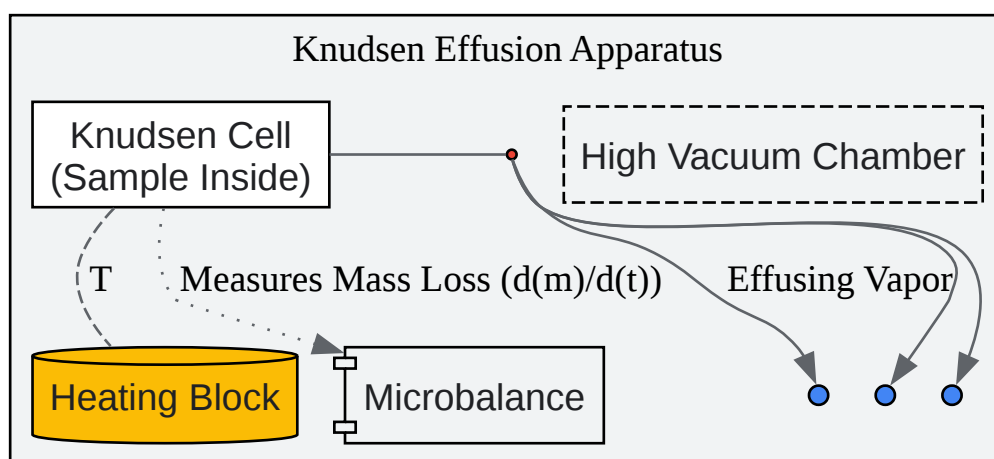 Knudsen Effusion Apparatus
Knudsen Cell
(Sample Inside)
High Vacuum Chamber
T
Measures Mass Loss (d(m)/d(t))
Effusing Vapor
Heating Block
Microbalance